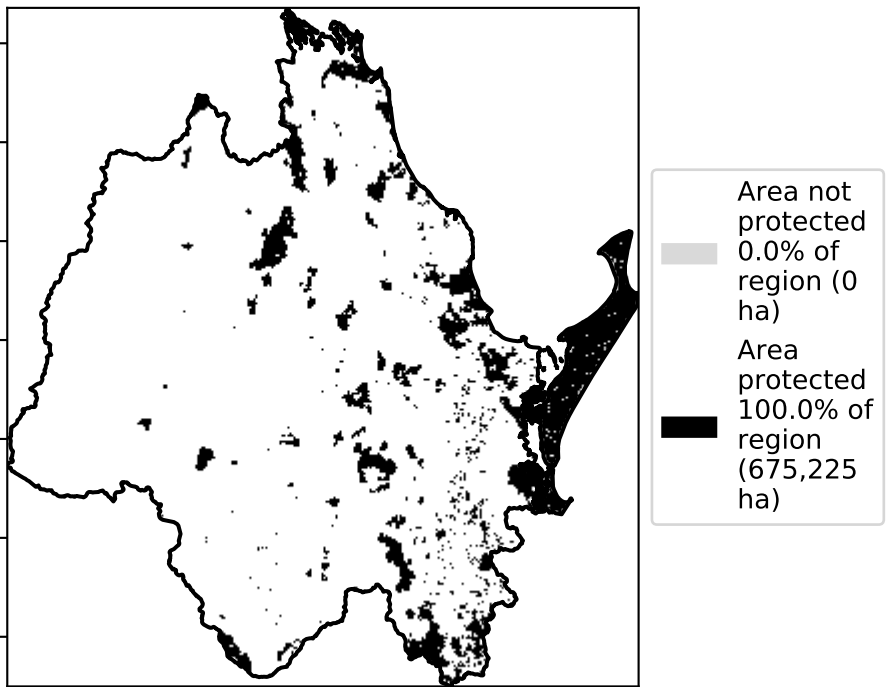 Area not
protected
0.0% of
region (0
ha)
Area
protected
100.0% of
region
(675,225
ha)